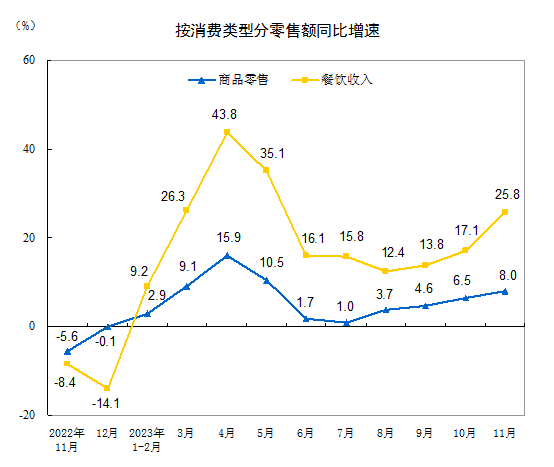 (%)
按消费类型分零售额同比增速
商品零售
餐饮收入
60
40
20
0
-20
43.8
35.1
26.3
25.8
15.9
16.1
15.8
17.1
12.4
13.8
9.2
9.1
10.5
2.9
1.7
1.0
3.7
4.6
6.5
8.0
-5.6
-0.1
-8.4
-14.1
2022年
11月
12月
2023年
1-2月
3月
4月
5月
6月
7月
8月
9月
10月
11月